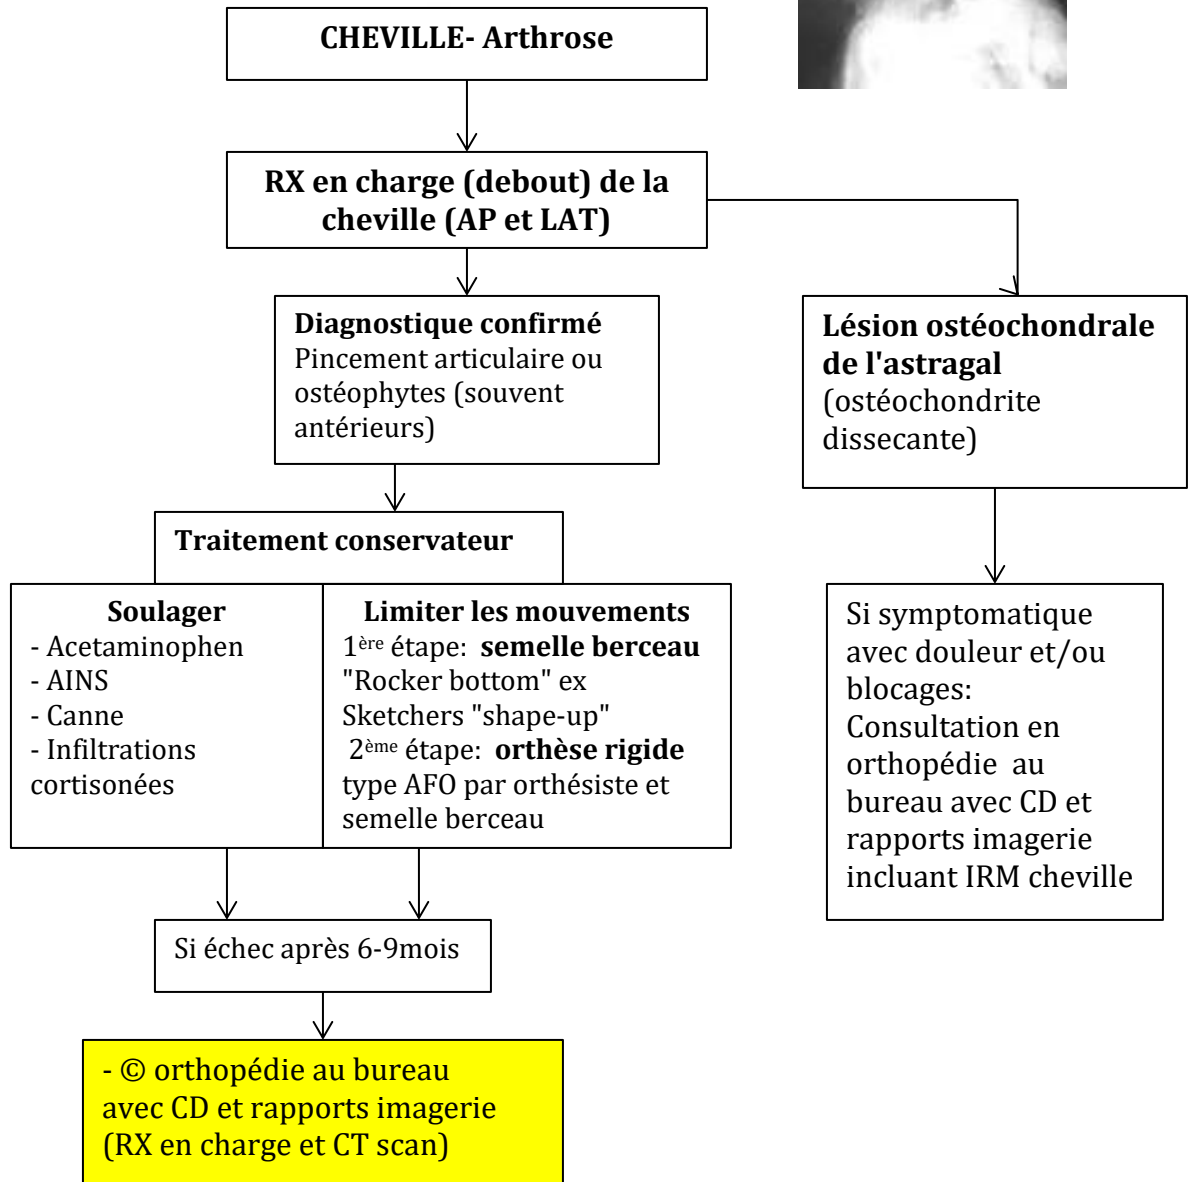 CHEVILLE- Arthrose
RX en charge (debout) de la
cheville (AP et LAT)
Diagnostique confirmé
Pincement articulaire ou
ostéophytes (souvent
antérieurs)
Lésion ostéochondrale
de l'astragal
(ostéochondrite
dissecante)
Traitement conservateur
Soulager
- Acetaminophen
- AINS
- Canne
- Infiltrations
cortisonées
Limiter les mouvements
1ère étape: semelle berceau
"Rocker bottom" ex
Sketchers "shape-up"
2ème étape: orthèse rigide
type AFO par orthésiste et
semelle berceau
Si symptomatique
avec douleur et/ou
blocages:
Consultation en
orthopédie au
bureau avec CD et
rapports imagerie
incluant IRM cheville
Si échec après 6-9mois
- © orthopédie au bureau
avec CD et rapports imagerie
(RX en charge et CT scan)